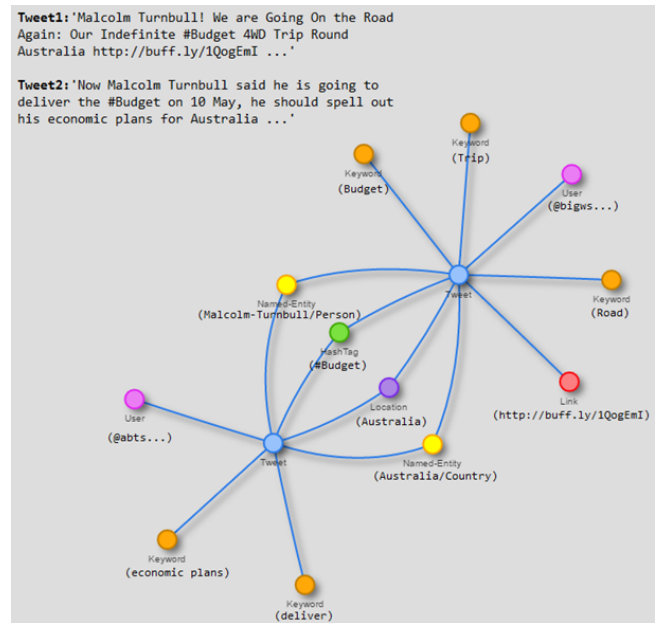 Tweet1:'Malcolm Turnbull! We are Going On the Road
Again: Our Indefinite #Budget 4WD Trip Round
Australia http://buff.ly/1QogEmI ...'
Tweet2:'Now Malcolm Turnbull said he is going to
deliver the #Budget on 10 May, he should spell out
his economic plans for Australia ...'
Keyword
(Trip)
Keyword
(Budget)
User
(@bigws...)
Tweet
Keyword
(Road)
Named-Entity
(Malcolm-Turnbull/Person)
HashTag
(#Budget)
Link
(http://buff.ly/1QogEmI)
Location
(Australia)
User
(@abts...)
Tweet
Named-Entity
(Australia/Country)
Keyword
(economic plans)
Keyword
(deliver)